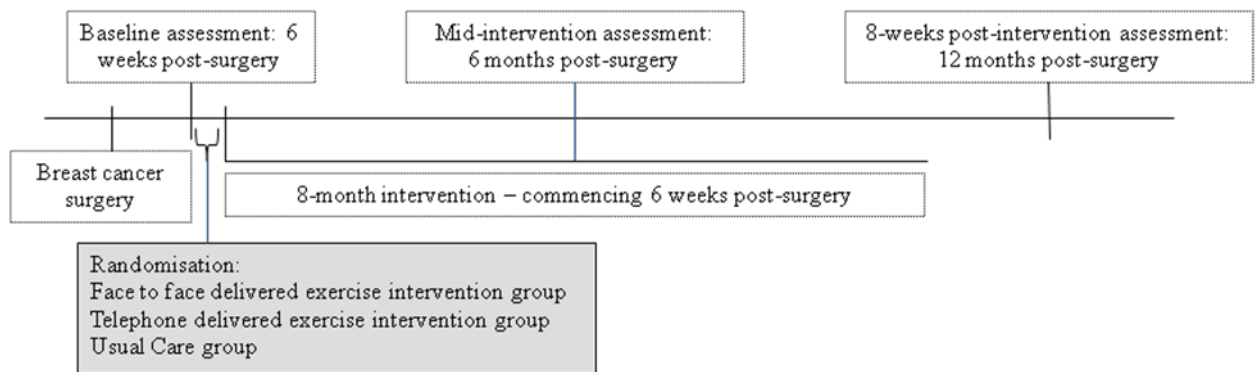 Baseline assessment: 6
weeks post-surgery
Mid-intervention assessment:
6 months post-surgery
8-weeks post-intervention assessment:
12 months post-surgery
Breast cancer
surgery
8-month intervention – commencing 6 weeks post-surgery
Randomisation:
Face to face delivered exercise intervention group
Telephone delivered exercise intervention group
Usual Care group